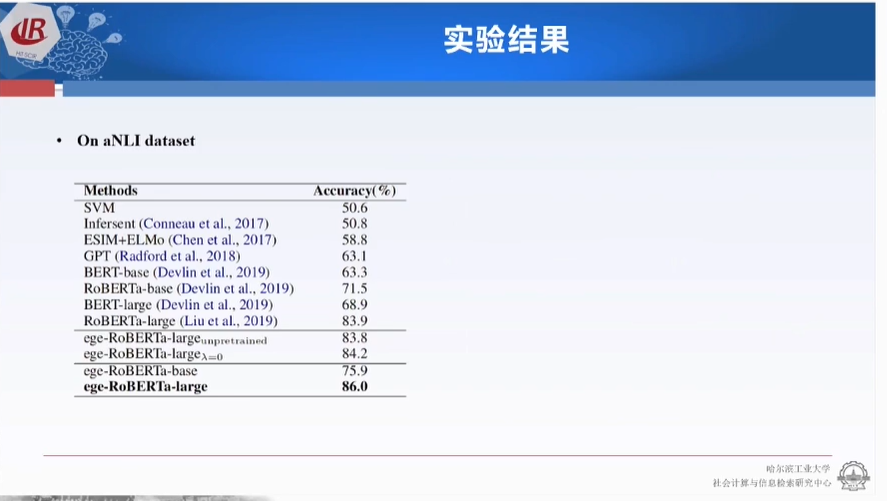 实验结果
• On aNLI dataset
Methods Accuracy(%)
SVM 50.6
Infersent (Conneau et al., 2017) 50.8
ESIM+ELMo (Chen et al., 2017) 58.8
GPT (Radford et al., 2018) 63.1
BERT-base (Devlin et al., 2019) 63.3
RoBERTa-base (Devlin et al., 2019) 71.5
BERT-large (Devlin et al., 2019) 68.9
RoBERTa-large (Liu et al., 2019) 83.9
ege-RoBERTa-large_unpretrained 83.8
ege-RoBERTa-large_λ=0 84.2
ege-RoBERTa-base 75.9
ege-RoBERTa-large 86.0
哈尔滨工业大学
社会计算与信息检索研究中心